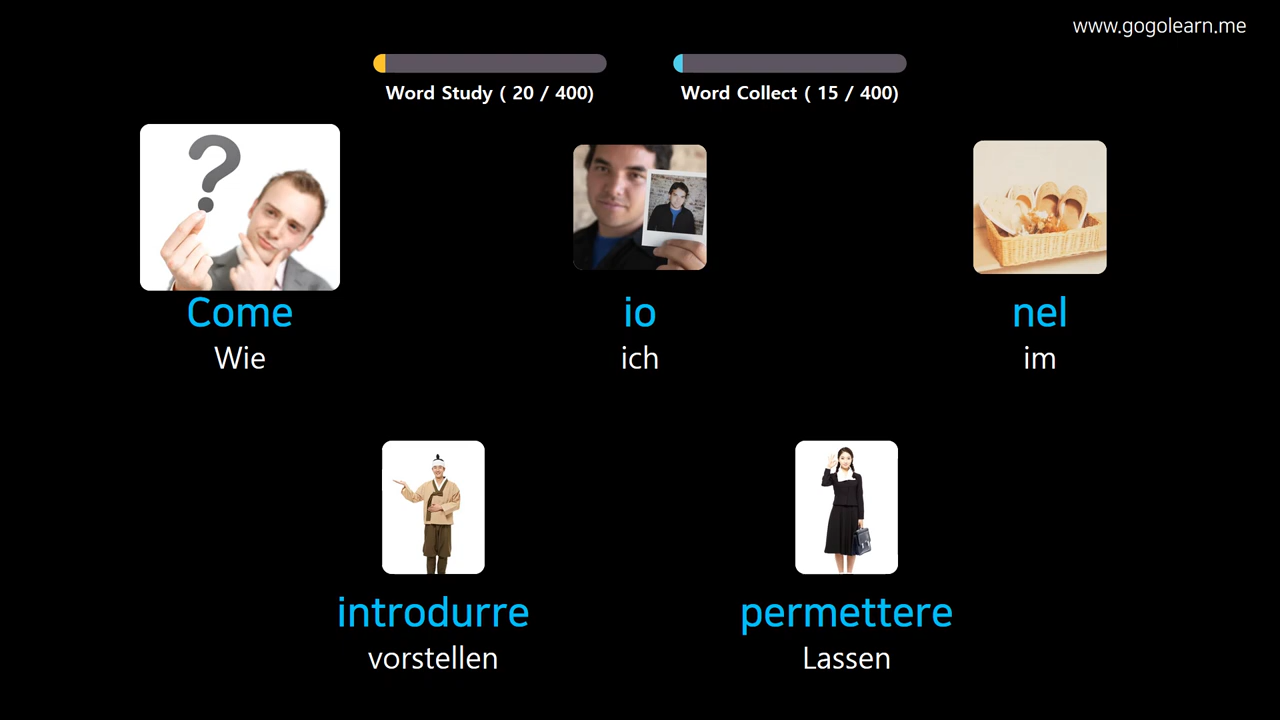 www.gogolearn.me
Word Study ( 20 / 400)
Word Collect ( 15 / 400)
Come
Wie
io
ich
nel
im
introdurre
vorstellen
permettere
Lassen